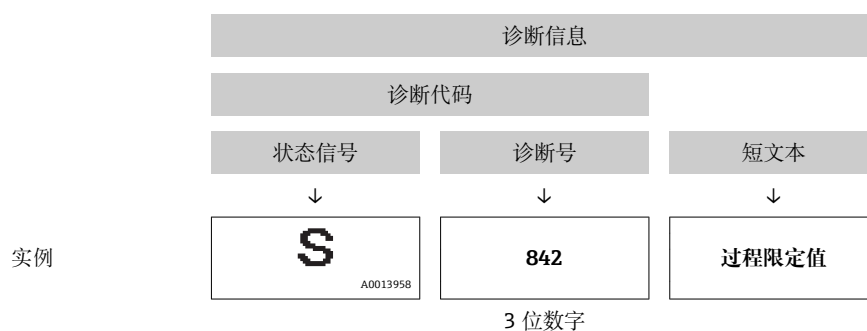 诊断信息
诊断代码
状态信号 诊断号 短文本
↓ ↓ ↓
实例 S 842 过程限定值
A0013958
3 位数字